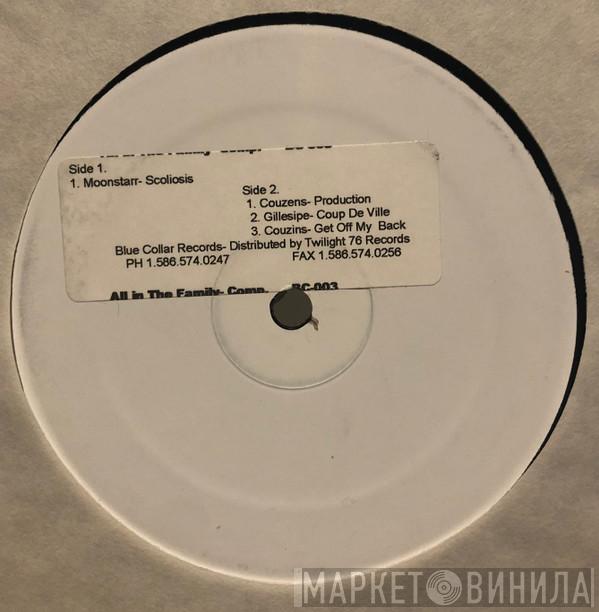 Side 1.
1. Moonstarr- Scoliosis
Side 2.
1. Couzens- Production
2. Gillesipe- Coup De Ville
3. Couzins- Get Off My Back
Blue Collar Records- Distributed by Twilight 76 Records
PH 1.586.574.0247 FAX 1.586.574.0256
All in The Family- Comp. BC-003
МАРКЕТ ВИНИЛА